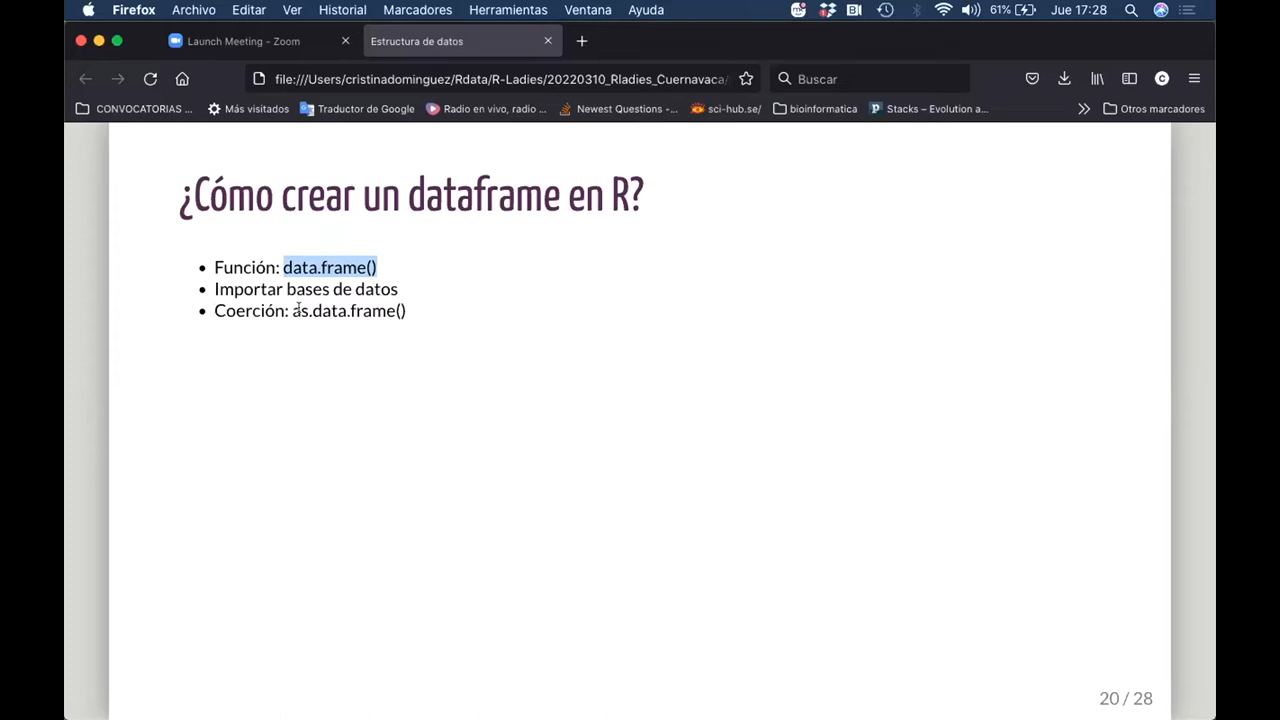 Firefox Archivo Editar Ver Historial Marcadores Herramientas Ventana Ayuda 61% Jue 17:28
Launch Meeting - Zoom
Estructura de datos
file:///Users/cristinadominguez/Rdata/R-Ladies/20220310_Rladies_Cuernavaca/
Buscar
CONVOCATORIAS ... Más visitados Traductor de Google Radio en vivo, radio ... Newest Questions -... sci-hub.se/ bioinformatica Stacks – Evolution a... Otros marcadores
¿Cómo crear un dataframe en R?
• Función: data.frame()
• Importar bases de datos
• Coerción: as.data.frame()
20 / 28